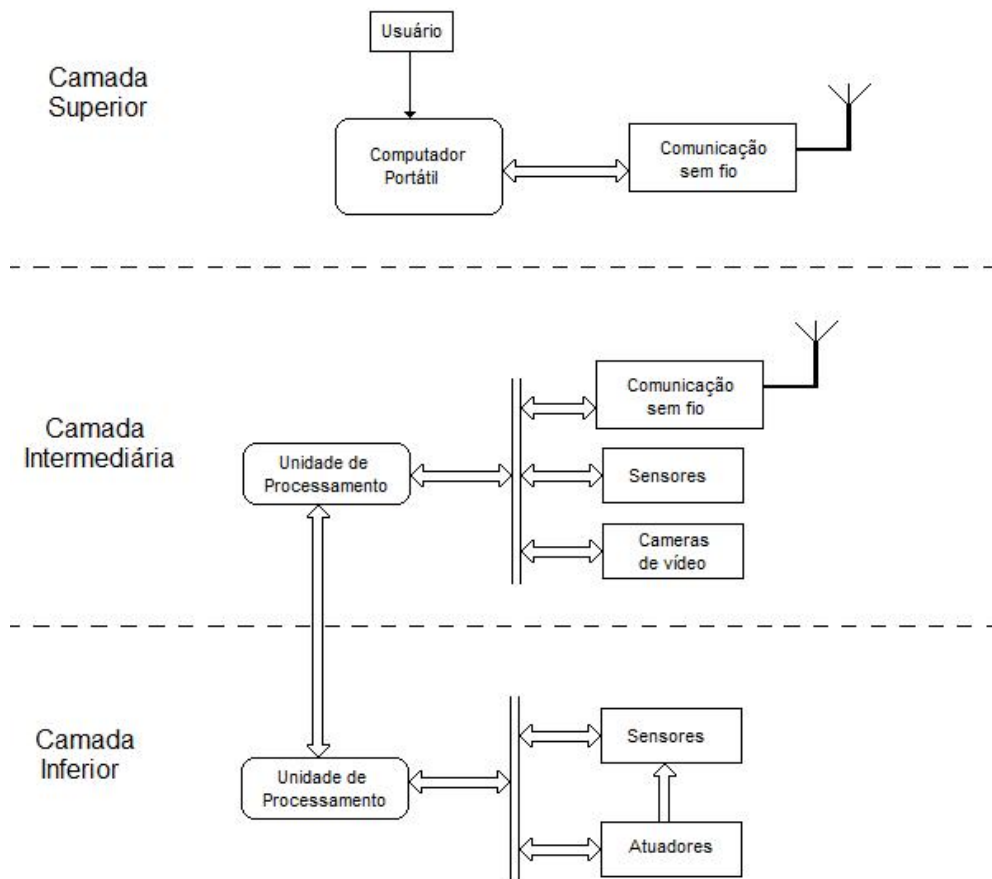 Usuário
Camada
Superior
Computador
Portátil
Comunicação
sem fio
Comunicação
sem fio
Camada
Intermediária
Unidade de
Processamento
Sensores
Cameras
de vídeo
Camada
Inferior
Sensores
Unidade de
Processamento
Atuadores